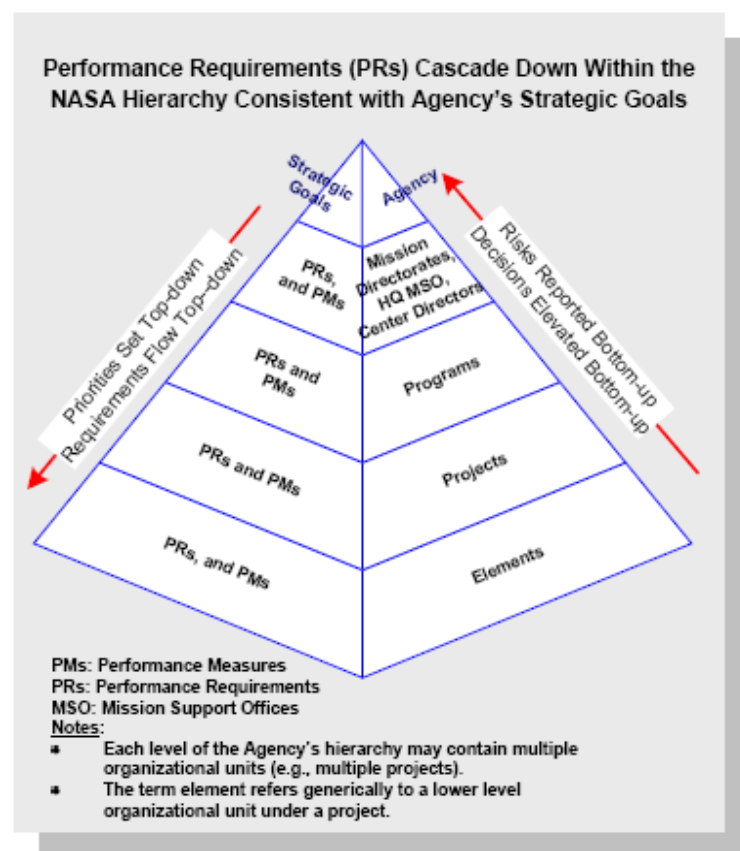 Performance Requirements (PRs) Cascade Down Within the
NASA Hierarchy Consistent with Agency's Strategic Goals
Strategic
Goals
Agency
PRs,
and PMs
Mission
Directorates,
HQ MSO,
Center Directors
PRs and
PMs
Programs
PRs and PMs
Projects
PRs, and PMs
Elements
Priorities Set Top-down
Requirements Flow Top--down
Risks Reported Bottom-up
Decisions Elevated Bottom-up
PMs: Performance Measures
PRs: Performance Requirements
MSO: Mission Support Offices
Notes:
Each level of the Agency's hierarchy may contain multiple
organizational units (e.g., multiple projects).
The term element refers generically to a lower level
organizational unit under a project.